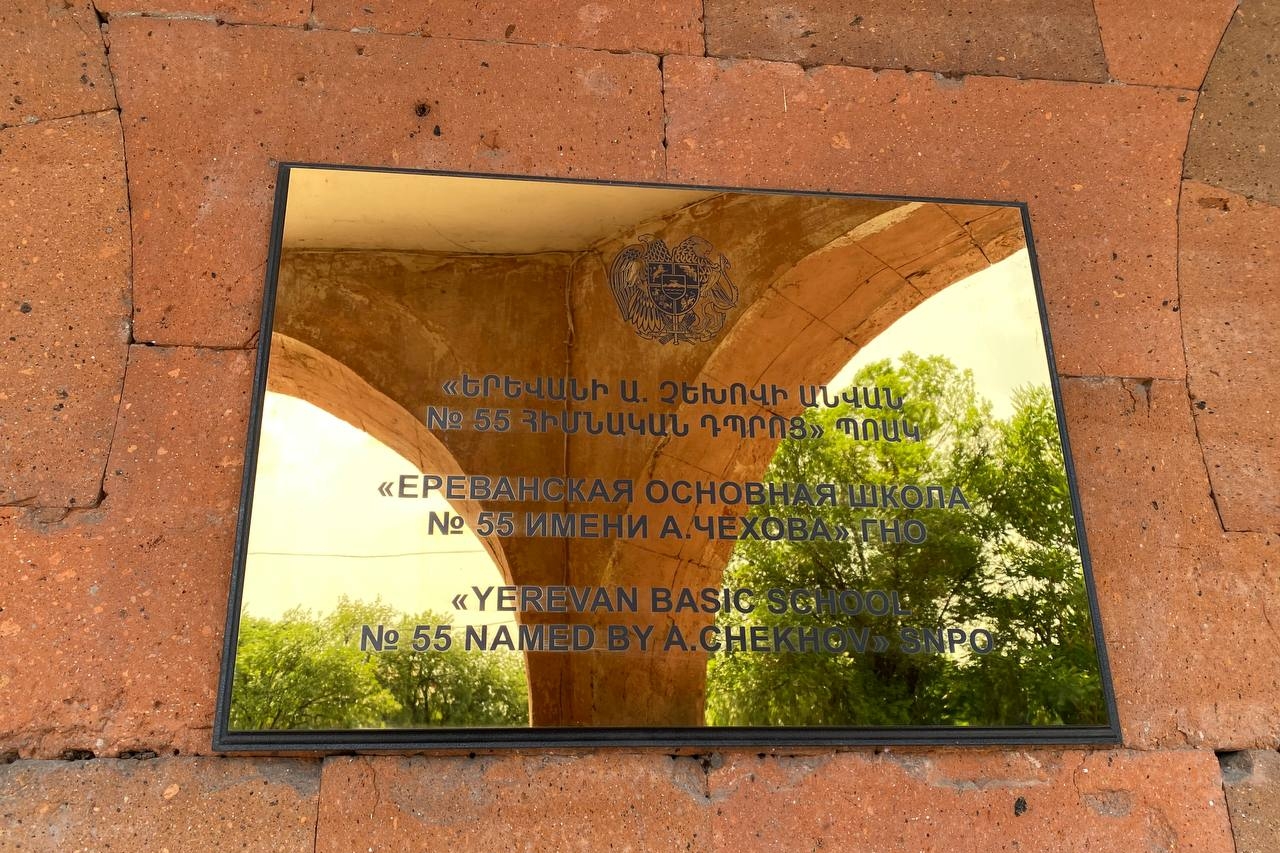 «ԵՐԵՎԱՆԻ Ա. ՉԵԽՈՎԻ ԱՆՎԱՆ
№ 55 ՀԻՄՆԱԿԱՆ ԴՊՐՈՑ» ՊՈԱԿ
«ЕРЕВАНСКАЯ ОСНОВНАЯ ШКОЛА
№ 55 ИМЕНИ А.ЧЕХОВА» ГНО
«YEREVAN BASIC SCHOOL
№ 55 NAMED BY A.CHEKHOV» SNPO